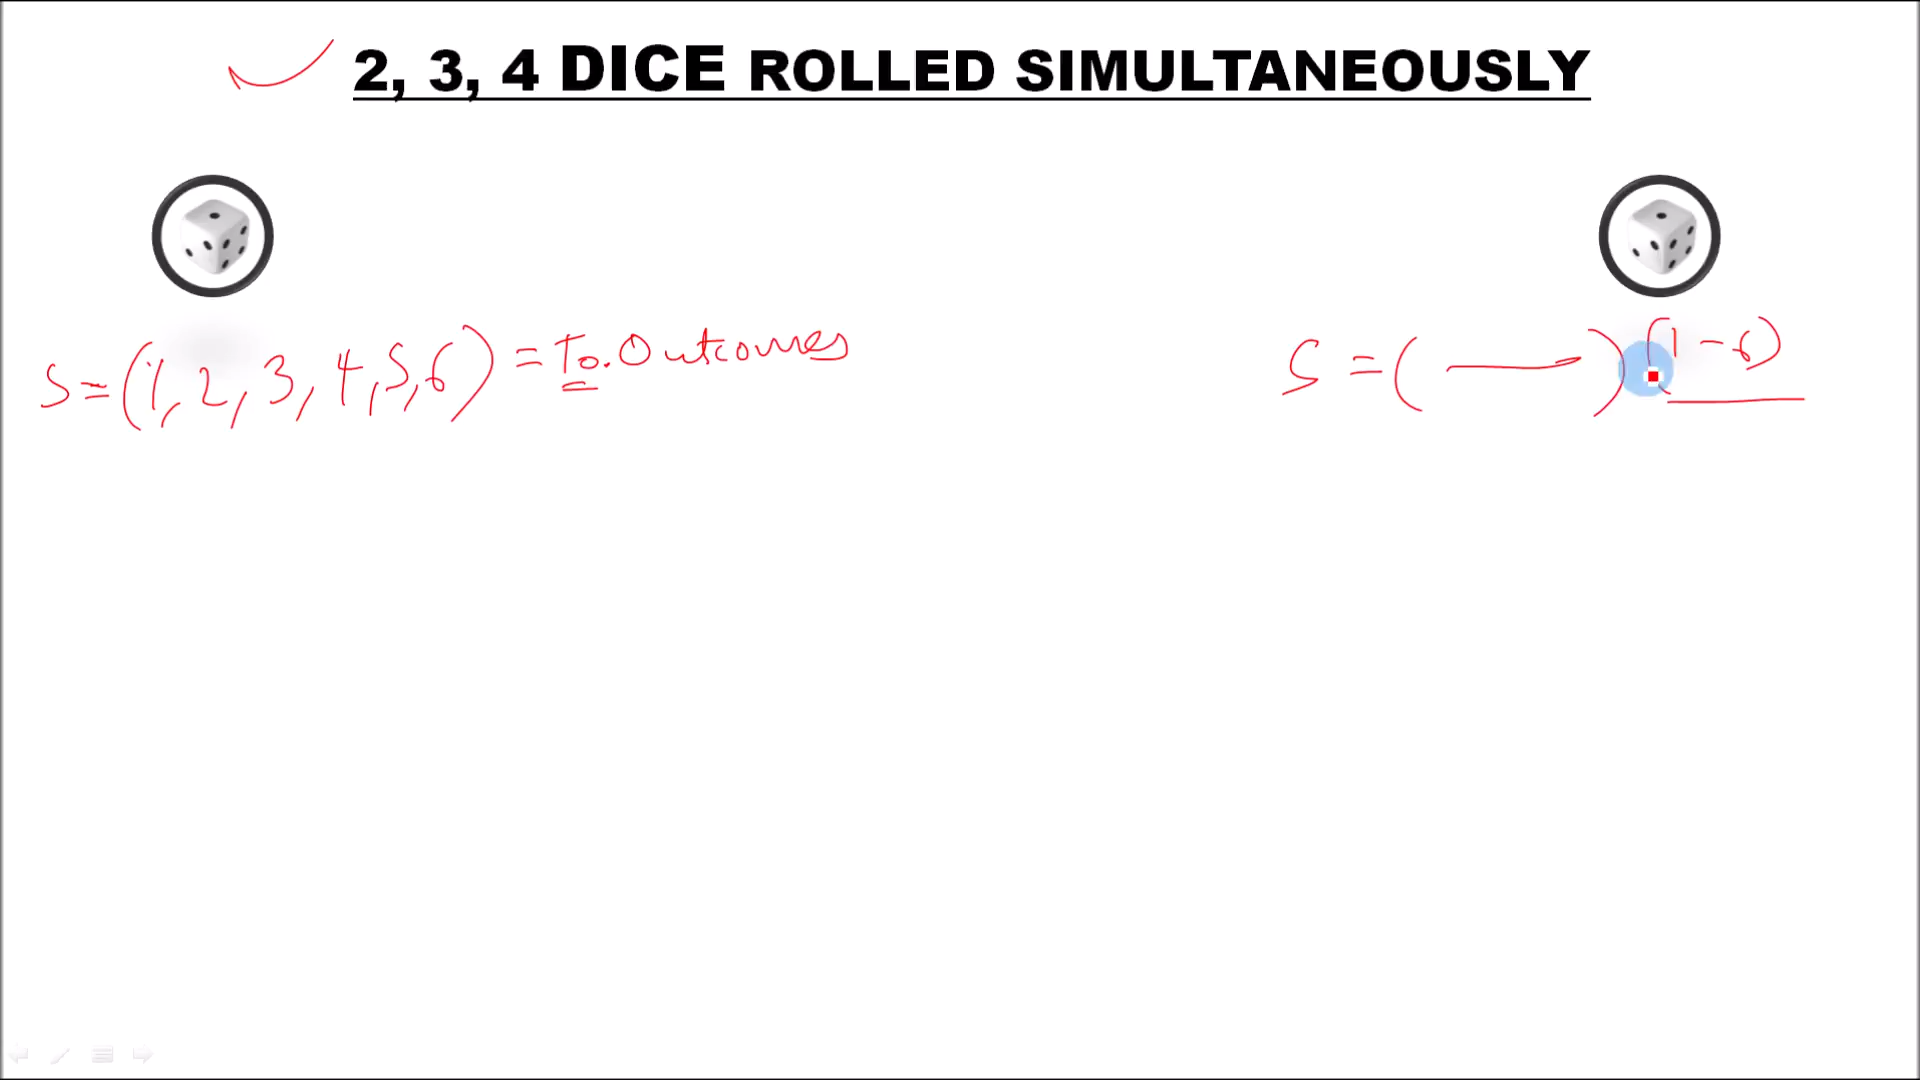 2, 3, 4 DICE ROLLED SIMULTANEOUSLY
S = (1, 2, 3, 4, 5, 6) = To. Outcomes
S = ( ) (1 - 6)